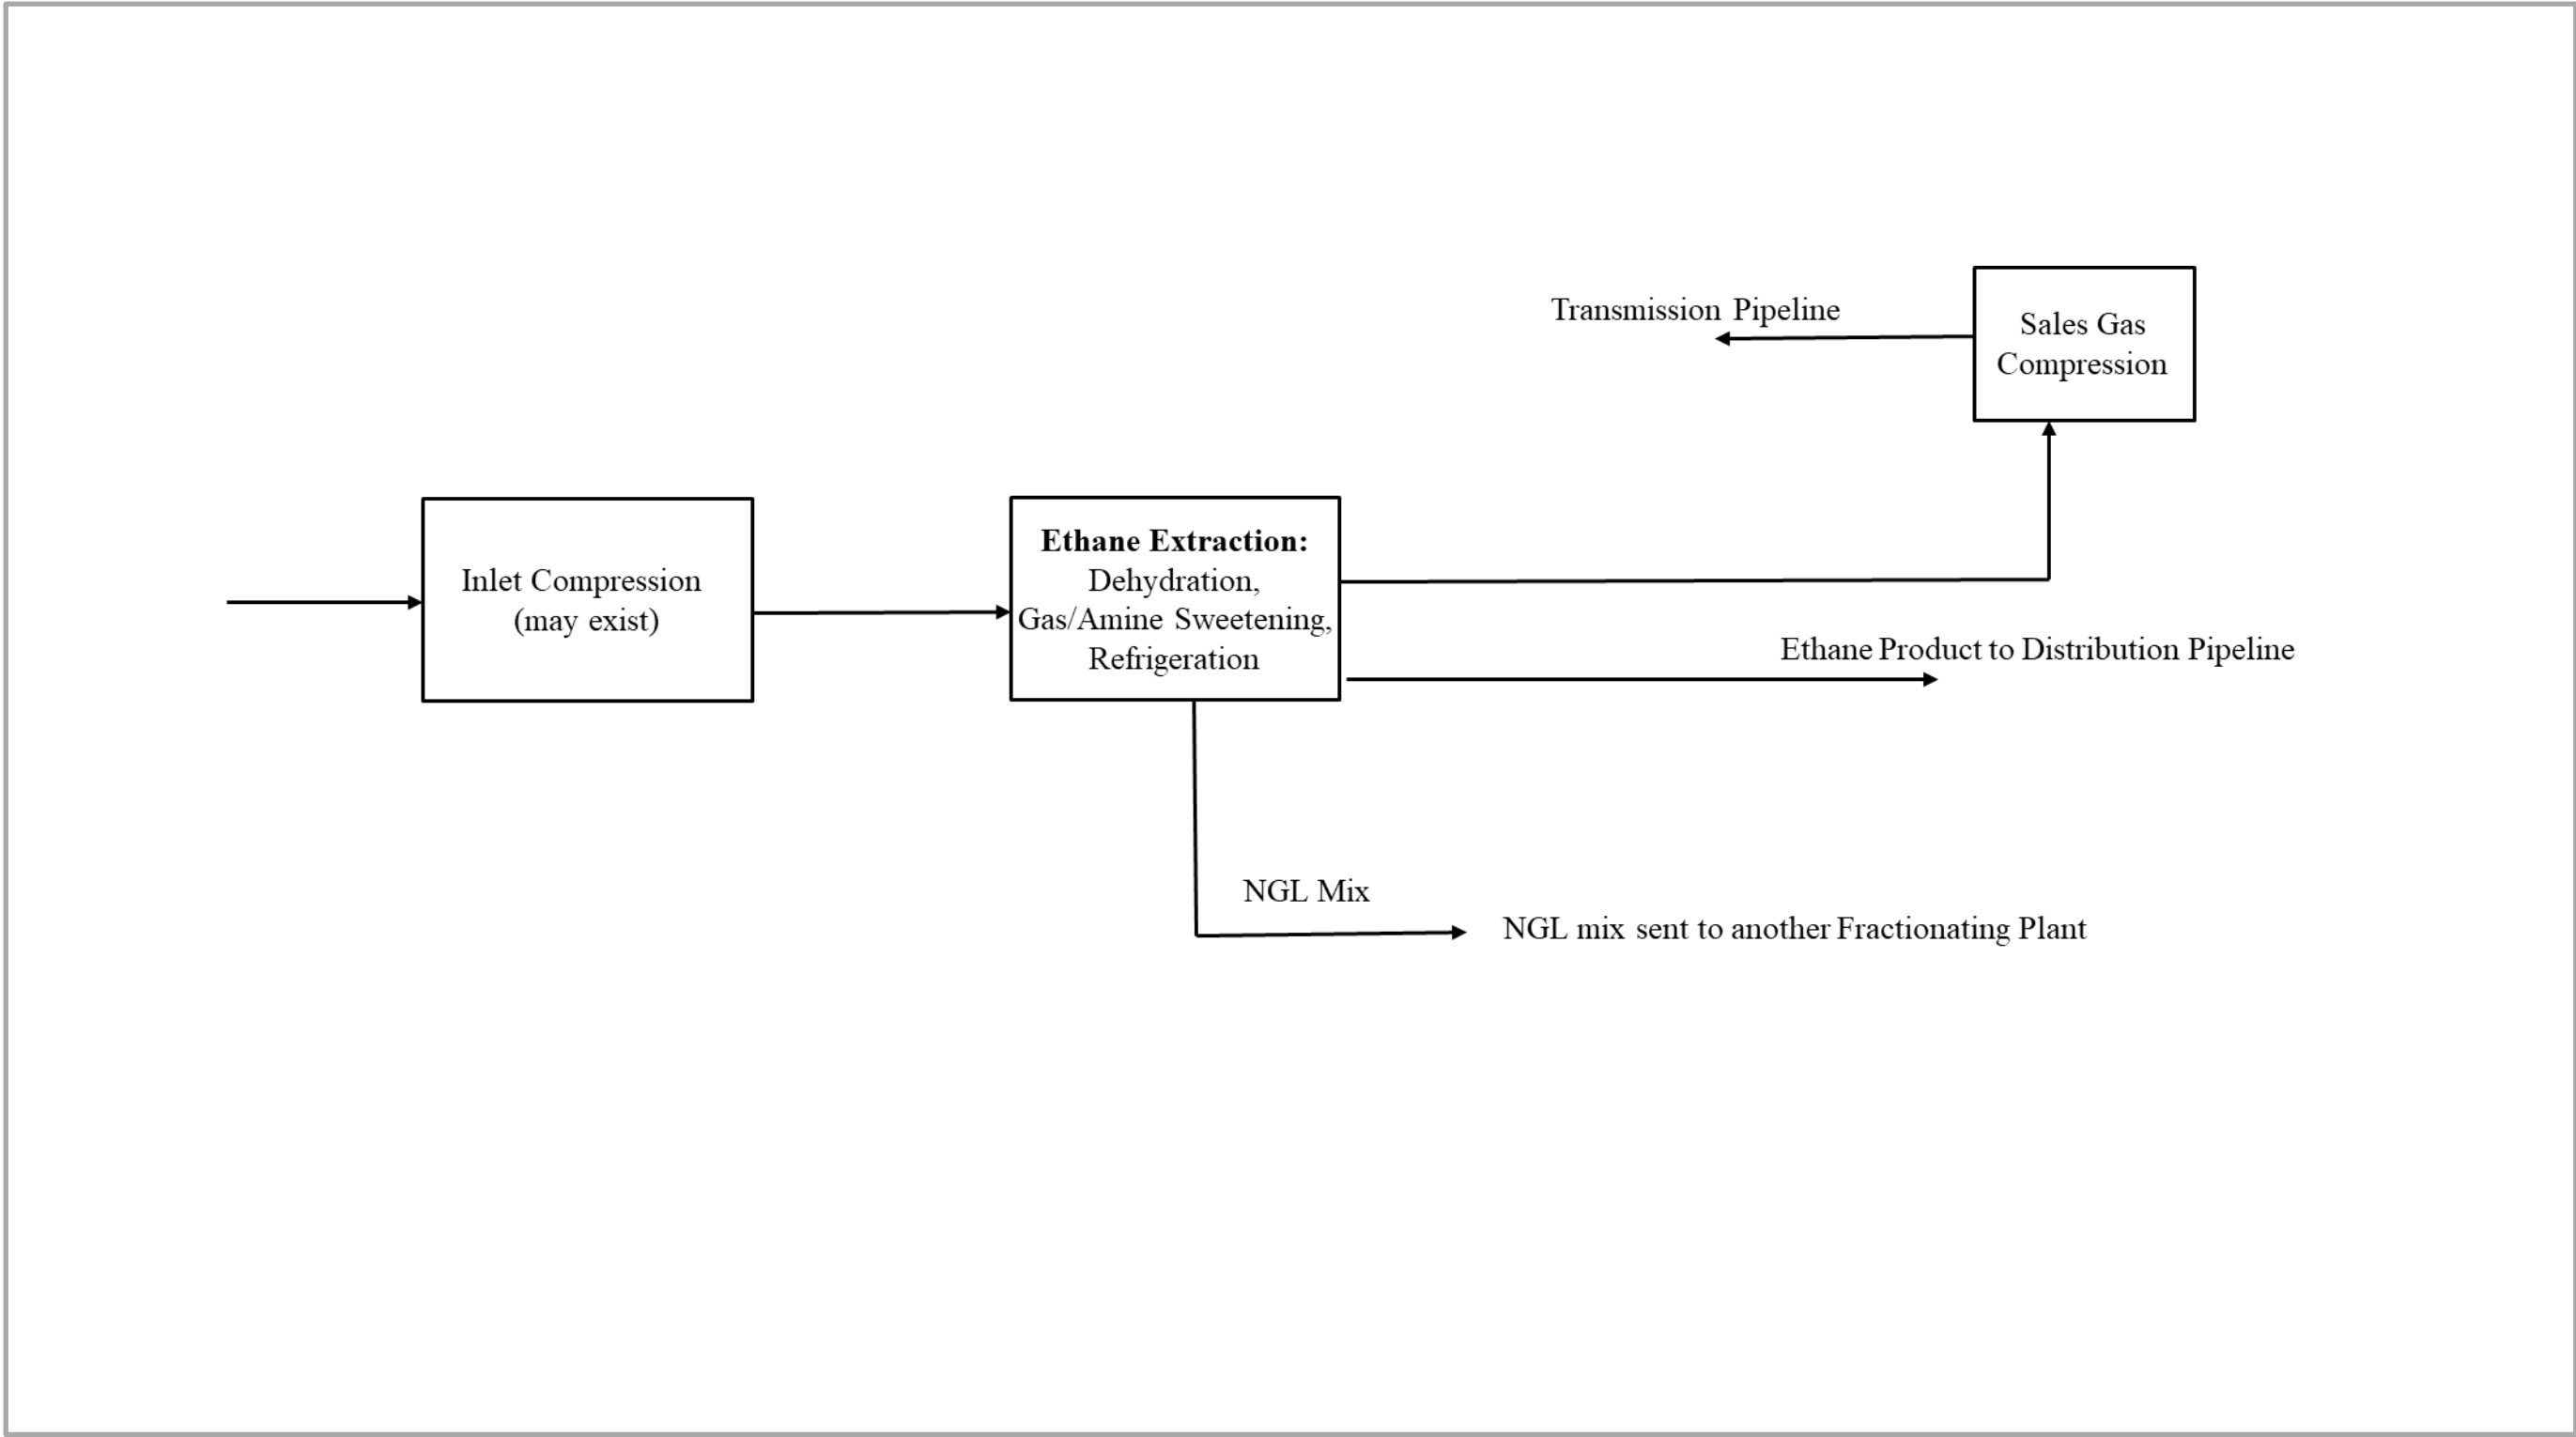 Transmission Pipeline
Sales Gas
Compression
Inlet Compression
(may exist)
Ethane Extraction:
Dehydration,
Gas/Amine Sweetening,
Refrigeration
Ethane Product to Distribution Pipeline
NGL Mix
NGL mix sent to another Fractionating Plant